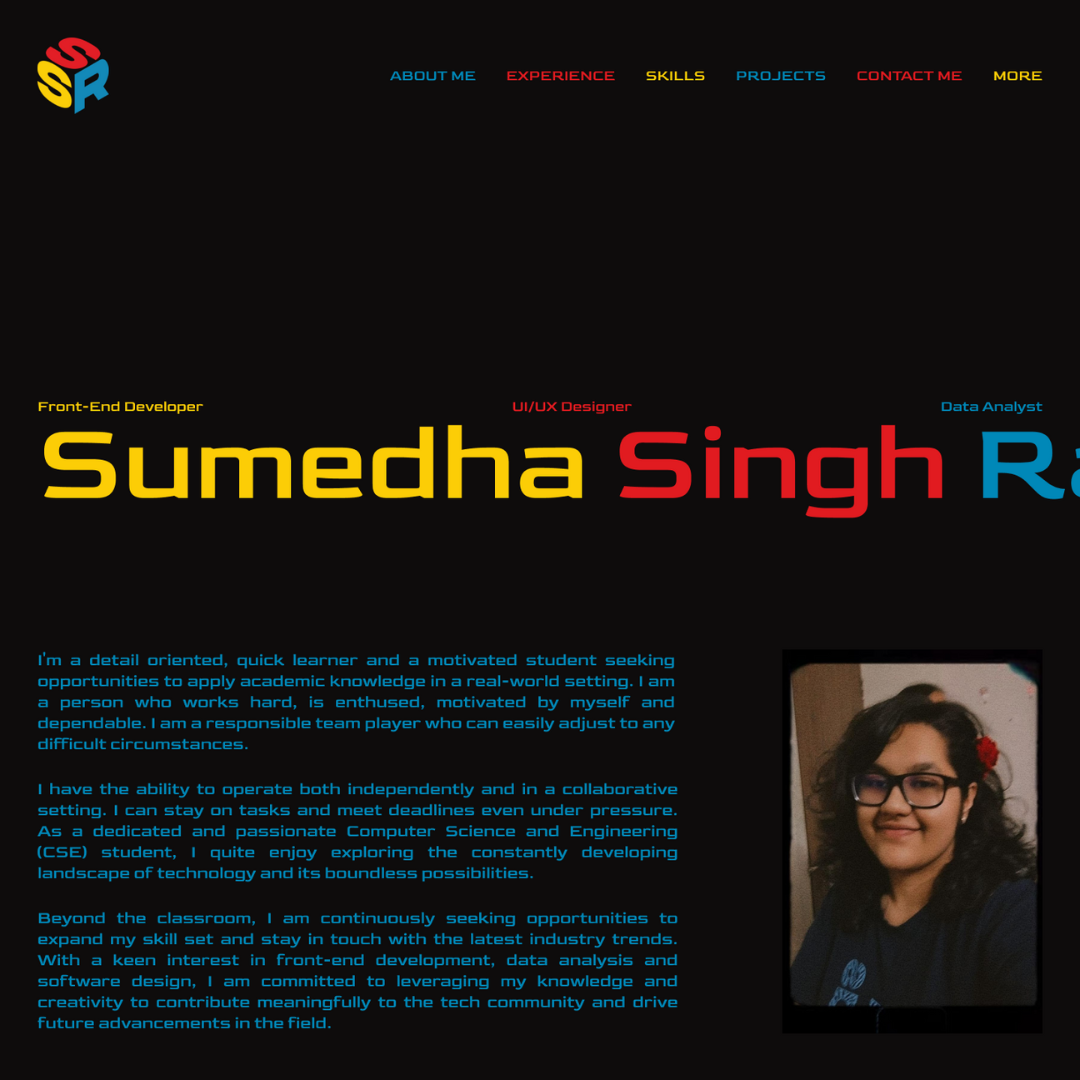 S
S R
ABOUT ME EXPERIENCE SKILLS PROJECTS CONTACT ME MORE
Front-End Developer UI/UX Designer Data Analyst
Sumedha Singh Ra
I'm a detail oriented, quick learner and a motivated student seeking
opportunities to apply academic knowledge in a real-world setting. I am
a person who works hard, is enthused, motivated by myself and
dependable. I am a responsible team player who can easily adjust to any
difficult circumstances.
I have the ability to operate both independently and in a collaborative
setting. I can stay on tasks and meet deadlines even under pressure.
As a dedicated and passionate Computer Science and Engineering
(CSE) student, I quite enjoy exploring the constantly developing
landscape of technology and its boundless possibilities.
Beyond the classroom, I am continuously seeking opportunities to
expand my skill set and stay in touch with the latest industry trends.
With a keen interest in front-end development, data analysis and
software design, I am committed to leveraging my knowledge and
creativity to contribute meaningfully to the tech community and drive
future advancements in the field.